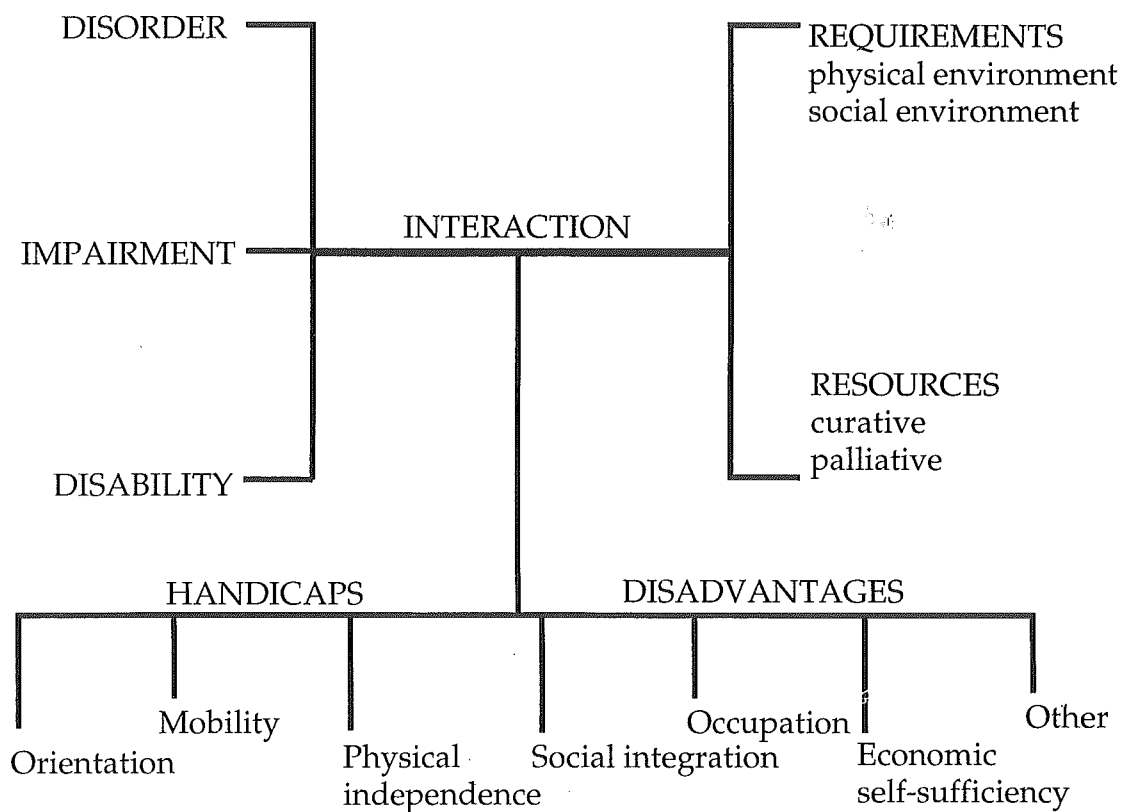 DISORDER
REQUIREMENTS
physical environment
social environment
INTERACTION
IMPAIRMENT
RESOURCES
curative
palliative
DISABILITY
HANDICAPS
DISADVANTAGES
Orientation
Mobility
Physical
independence
Social integration
Occupation
Economic
self-sufficiency
Other